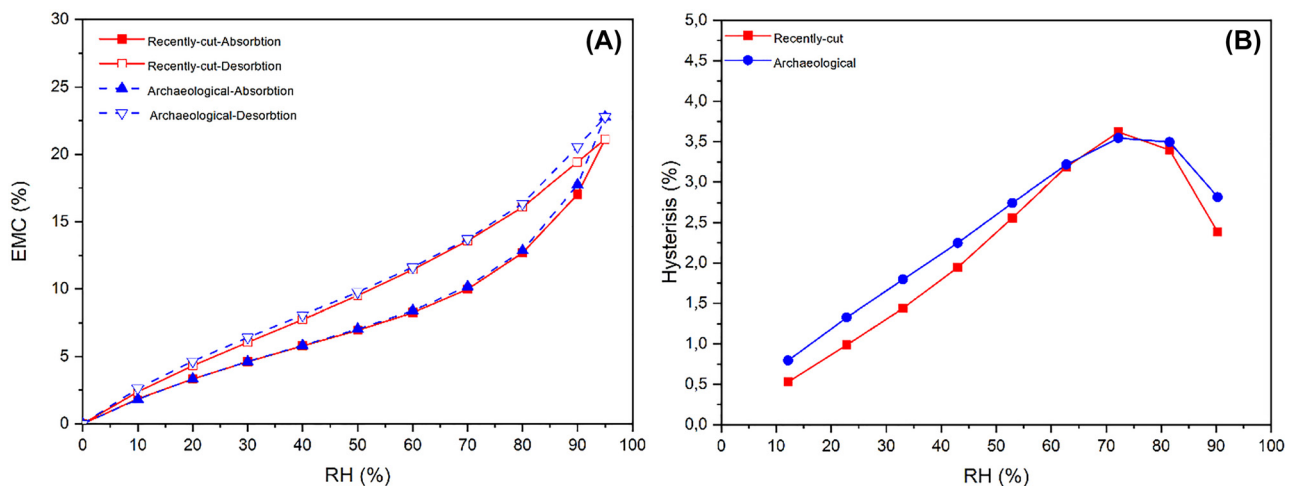 (A)
Recently-cut-Absorbtion
Recently-cut-Desorbtion
Archaeological-Absorbtion
Archaeological-Desorbtion
EMC (%)
30
25
20
15
10
5
0
0 10 20 30 40 50 60 70 80 90 100
RH (%)
(B)
Recently-cut
Archaeological
Hysterisis (%)
5,0
4,5
4,0
3,5
3,0
2,5
2,0
1,5
1,0
0,5
0,0
0 10 20 30 40 50 60 70 80 90 100
RH (%)